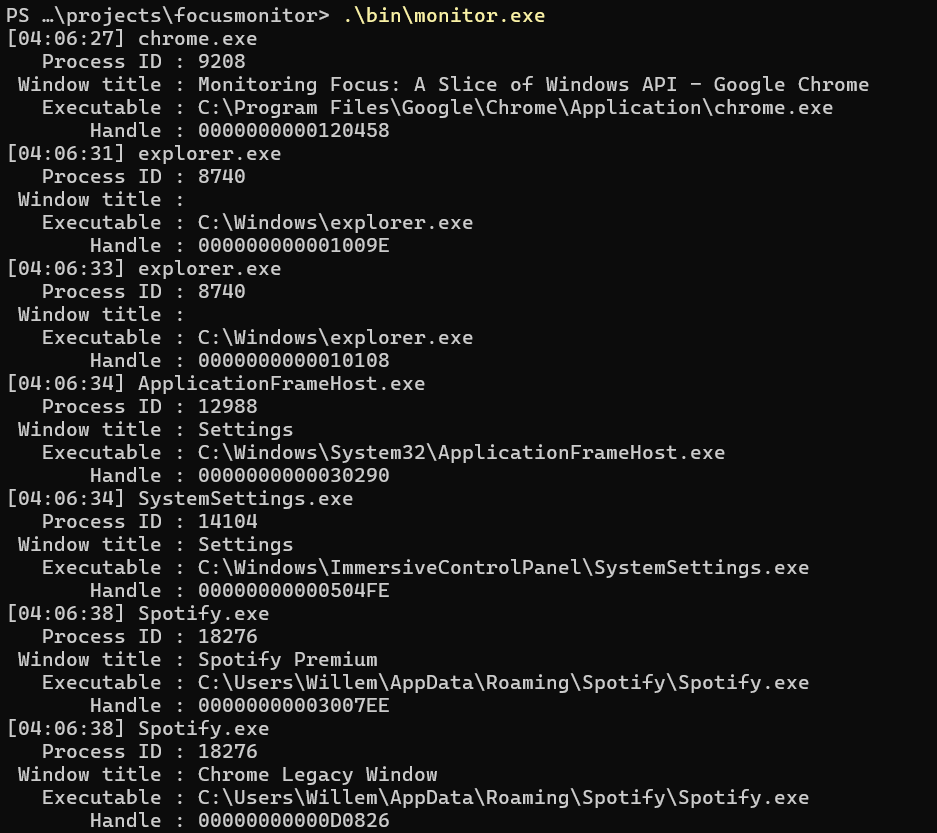 PS …\projects\focusmonitor> .\bin\monitor.exe
[04:06:27] chrome.exe
Process ID : 9208
Window title : Monitoring Focus: A Slice of Windows API - Google Chrome
Executable : C:\Program Files\Google\Chrome\Application\chrome.exe
Handle : 0000000000120458
[04:06:31] explorer.exe
Process ID : 8740
Window title :
Executable : C:\Windows\explorer.exe
Handle : 000000000001009E
[04:06:33] explorer.exe
Process ID : 8740
Window title :
Executable : C:\Windows\explorer.exe
Handle : 0000000000010108
[04:06:34] ApplicationFrameHost.exe
Process ID : 12988
Window title : Settings
Executable : C:\Windows\System32\ApplicationFrameHost.exe
Handle : 0000000000030290
[04:06:34] SystemSettings.exe
Process ID : 14104
Window title : Settings
Executable : C:\Windows\ImmersiveControlPanel\SystemSettings.exe
Handle : 00000000000504FE
[04:06:38] Spotify.exe
Process ID : 18276
Window title : Spotify Premium
Executable : C:\Users\Willem\AppData\Roaming\Spotify\Spotify.exe
Handle : 00000000003007EE
[04:06:38] Spotify.exe
Process ID : 18276
Window title : Chrome Legacy Window
Executable : C:\Users\Willem\AppData\Roaming\Spotify\Spotify.exe
Handle : 00000000000D0826